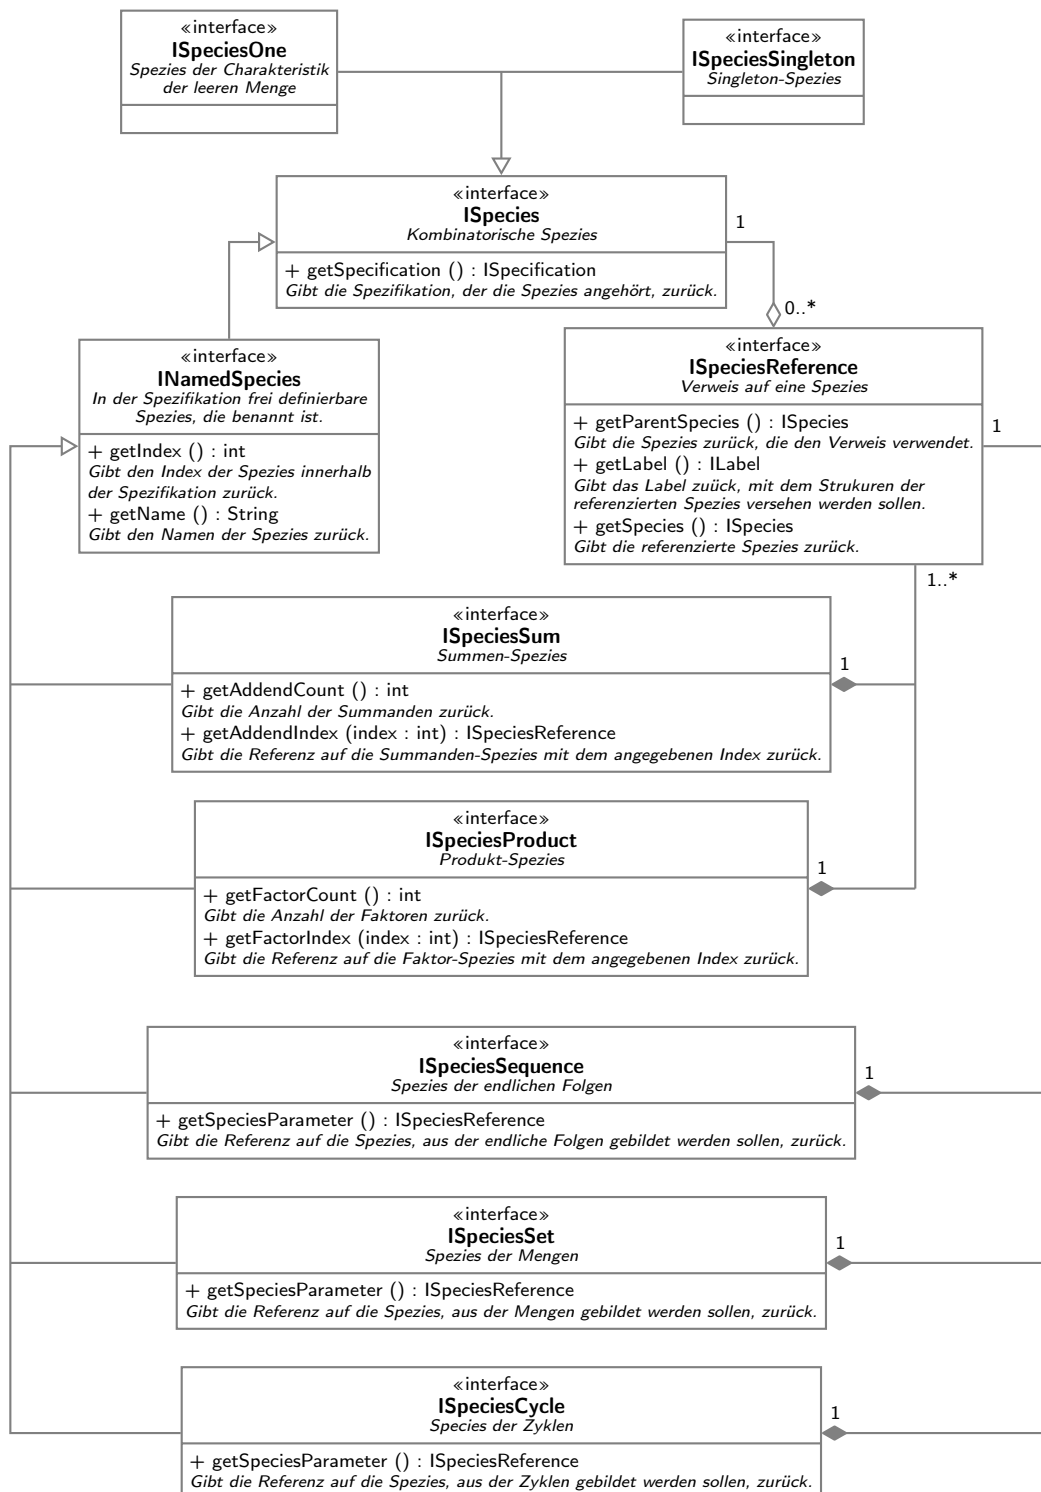 «interface»
ISpeciesOne
Spezies der Charakteristik
der leeren Menge
«interface»
ISpeciesSingleton
Singleton-Spezies
«interface»
ISpecies
Kombinatorische Spezies
+ getSpecification () : ISpecification
Gibt die Spezifikation, der die Spezies angehört, zurück.
1
0..*
«interface»
INamedSpecies
In der Spezifikation frei definierbare
Spezies, die benannt ist.
+ getIndex () : int
Gibt den Index der Spezies innerhalb
der Spezifikation zurück.
+ getName () : String
Gibt den Namen der Spezies zurück.
«interface»
ISpeciesReference
Verweis auf eine Spezies
+ getParentSpecies () : ISpecies
Gibt die Spezies zurück, die den Verweis verwendet.
+ getLabel () : ILabel
Gibt das Label zuück, mit dem Strukuren der
referenzierten Spezies versehen werden sollen.
+ getSpecies () : ISpecies
Gibt die referenzierte Spezies zurück.
1
1..*
«interface»
ISpeciesSum
Summen-Spezies
+ getAddendCount () : int
Gibt die Anzahl der Summanden zurück.
+ getAddendIndex (index : int) : ISpeciesReference
Gibt die Referenz auf die Summanden-Spezies mit dem angegebenen Index zurück.
1
«interface»
ISpeciesProduct
Produkt-Spezies
+ getFactorCount () : int
Gibt die Anzahl der Faktoren zurück.
+ getFactorIndex (index : int) : ISpeciesReference
Gibt die Referenz auf die Faktor-Spezies mit dem angegebenen Index zurück.
1
«interface»
ISpeciesSequence
Spezies der endlichen Folgen
+ getSpeciesParameter () : ISpeciesReference
Gibt die Referenz auf die Spezies, aus der endliche Folgen gebildet werden sollen, zurück.
1
«interface»
ISpeciesSet
Spezies der Mengen
+ getSpeciesParameter () : ISpeciesReference
Gibt die Referenz auf die Spezies, aus der Mengen gebildet werden sollen, zurück.
1
«interface»
ISpeciesCycle
Species der Zyklen
+ getSpeciesParameter () : ISpeciesReference
Gibt die Referenz auf die Spezies, aus der Zyklen gebildet werden sollen, zurück.
1